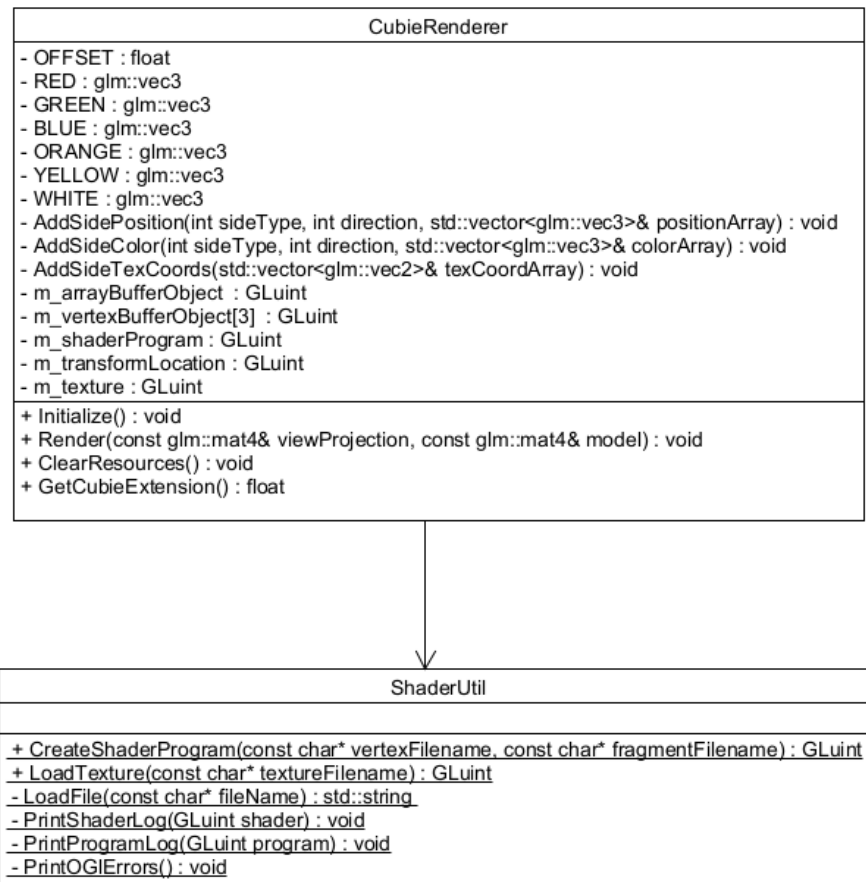 CubieRenderer
- OFFSET : float
- RED : glm::vec3
- GREEN : glm::vec3
- BLUE : glm::vec3
- ORANGE : glm::vec3
- YELLOW : glm::vec3
- WHITE : glm::vec3
- AddSidePosition(int sideType, int direction, std::vector<glm::vec3>& positionArray) : void
- AddSideColor(int sideType, int direction, std::vector<glm::vec3>& colorArray) : void
- AddSideTexCoords(std::vector<glm::vec2>& texCoordArray) : void
- m_arrayBufferObject : GLuint
- m_vertexBufferObject[3] : GLuint
- m_shaderProgram : GLuint
- m_transformLocation : GLuint
- m_texture : GLuint
+ Initialize() : void
+ Render(const glm::mat4& viewProjection, const glm::mat4& model) : void
+ ClearResources() : void
+ GetCubieExtension() : float
ShaderUtil
+ CreateShaderProgram(const char* vertexFilename, const char* fragmentFilename) : GLuint
+ LoadTexture(const char* textureFilename) : GLuint
- LoadFile(const char* fileName) : std::string
- PrintShaderLog(GLuint shader) : void
- PrintProgramLog(GLuint program) : void
- PrintOGlErrors() : void